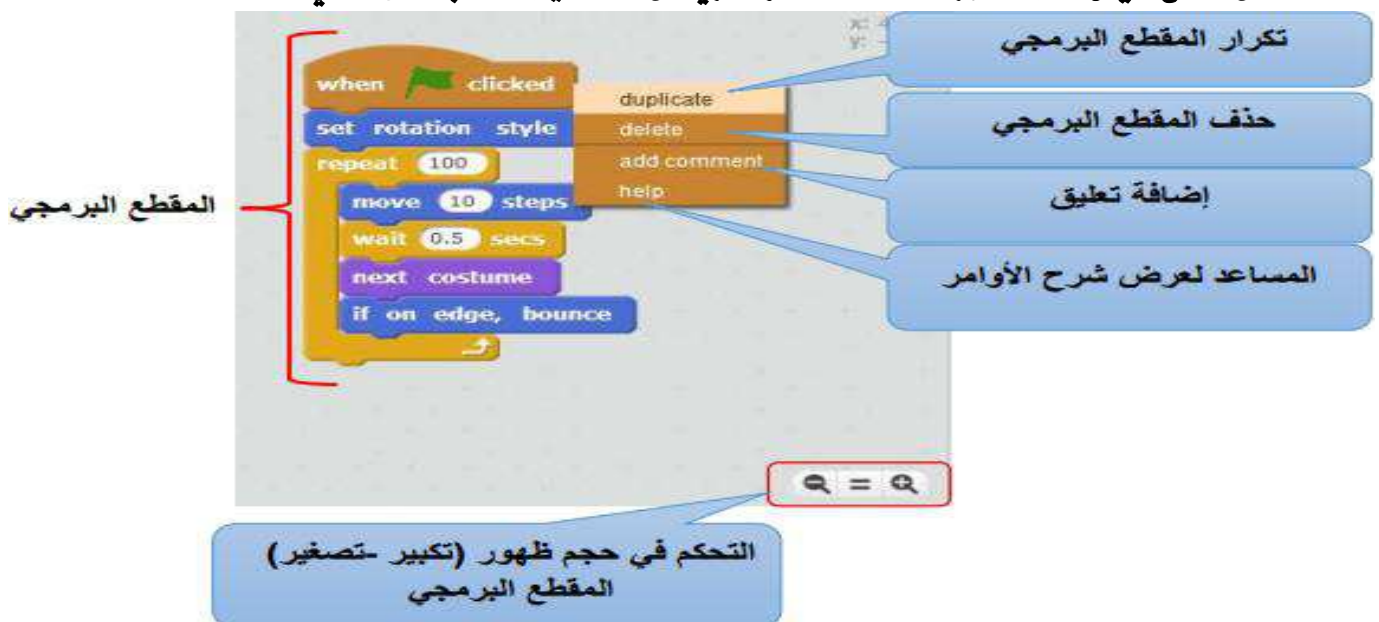 x:
y:
تكرار المقطع البرمجي
when clicked
duplicate
set rotation style
delete
حذف المقطع البرمجي
repeat 100
add comment
move 10 steps
help
إضافة تعليق
المقطع البرمجي
wait 0.5 secs
next costume
المساعد لعرض شرح الأوامر
if on edge, bounce
=
التحكم في حجم ظهور (تكبير -تصغير)
المقطع البرمجي